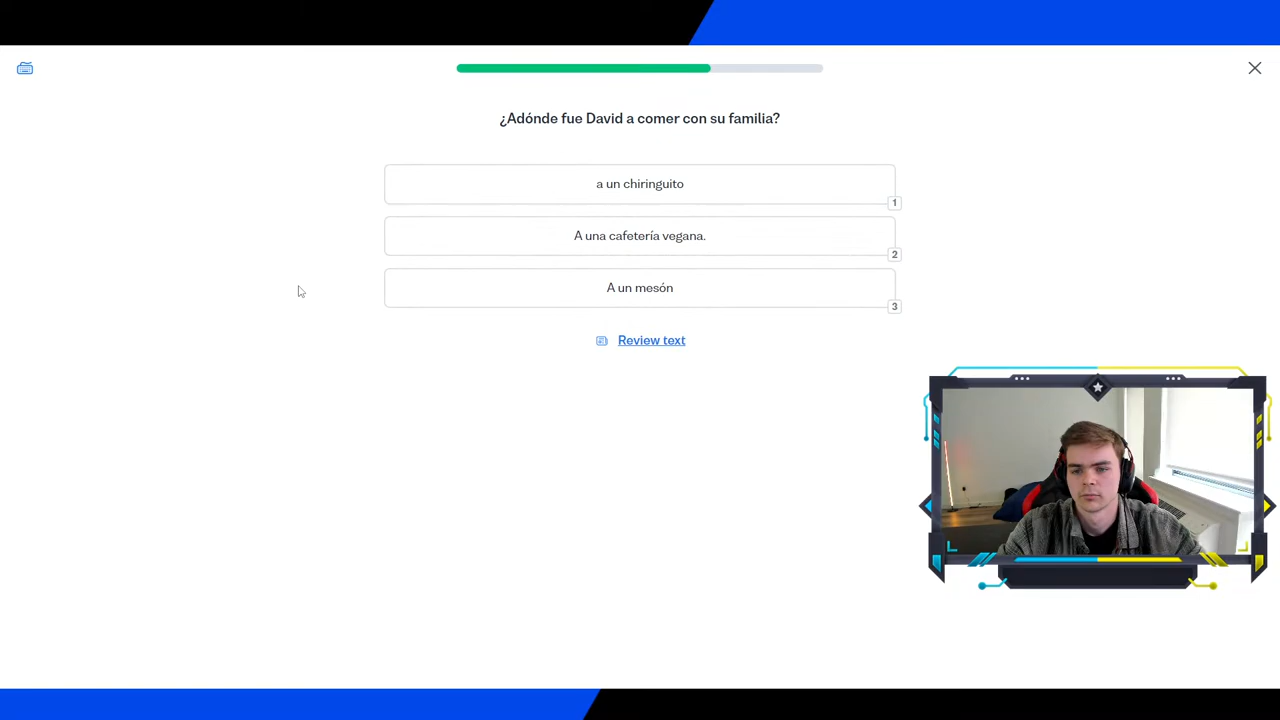 ¿Adónde fue David a comer con su familia?
a un chiringuito
1
A una cafetería vegana.
2
A un mesón
3
Review text